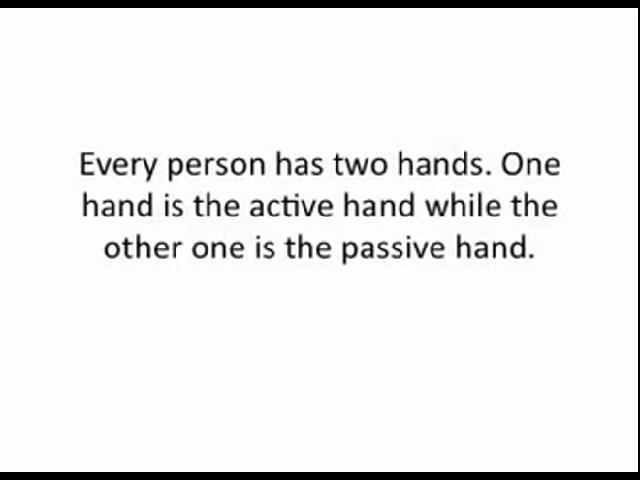 Every person has two hands. One
hand is the active hand while the
other one is the passive hand.